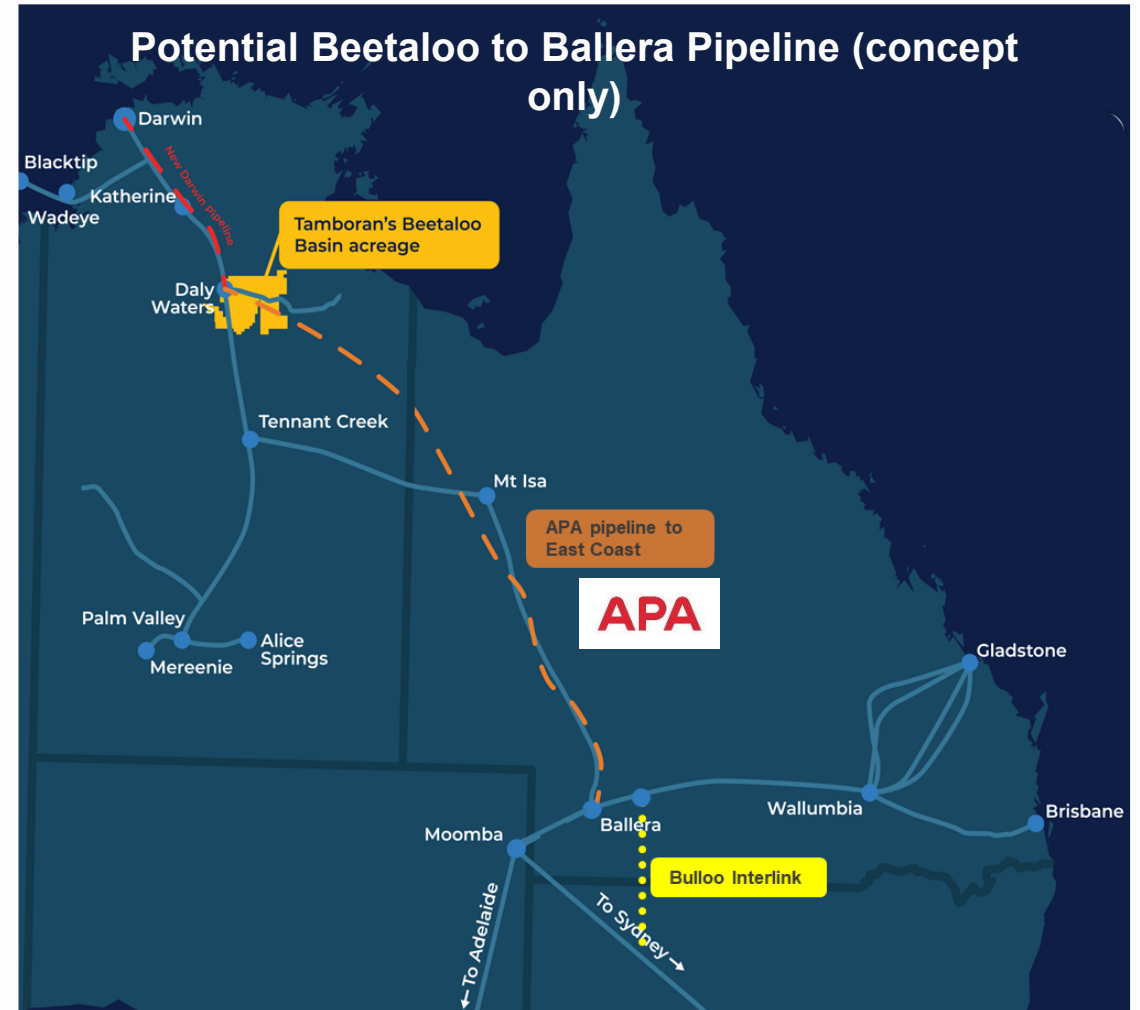 Potential Beetaloo to Ballera Pipeline (concept
only)
Darwin
Blacktip
New Darwin pipeline
Katherine
Wadeye
Tamboran's Beetaloo
Basin acreage
Daly
Waters
Tennant Creek
Mt Isa
APA pipeline to
East Coast
APA
Palm Valley
Alice
Springs
Mereenie
Gladstone
Wallumbia
Brisbane
Ballera
Moomba
Bulloo Interlink
To Adelaide
To Sydney